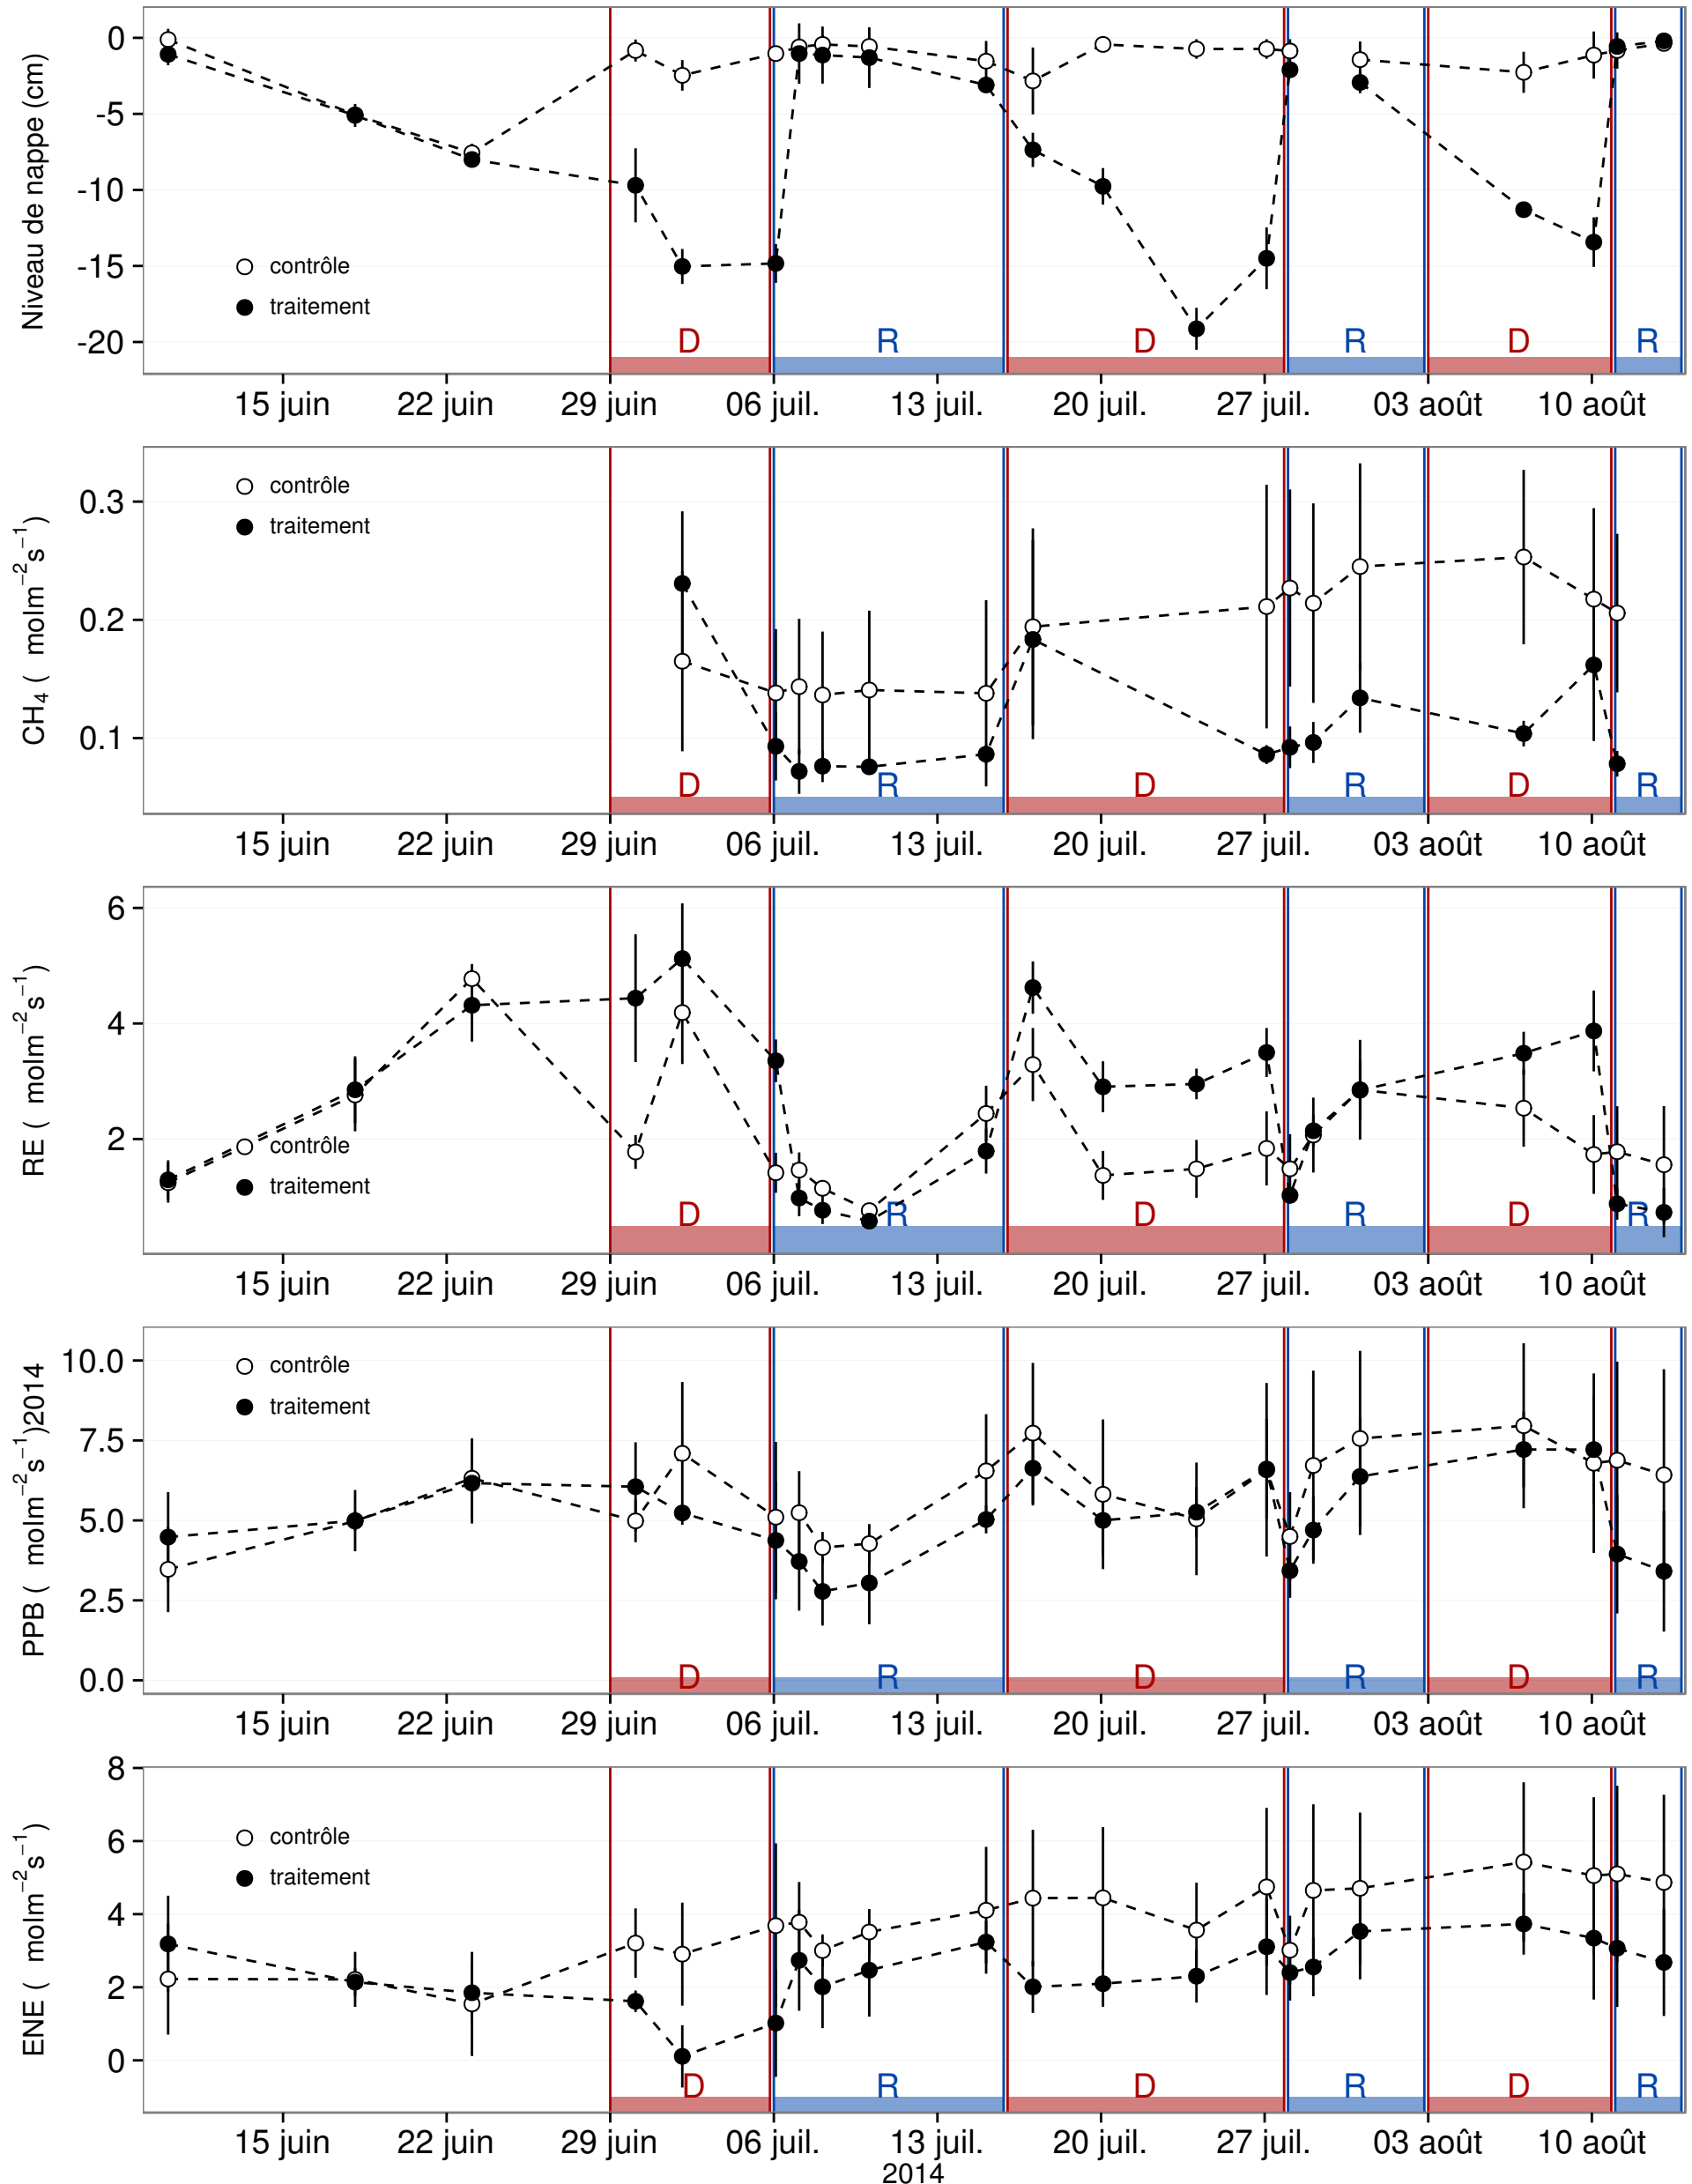 Niveau de nappe (cm)
0
-5
-10
-15
-20
contrôle
traitement
D R D R D R
15 juin 22 juin 29 juin 06 juil. 13 juil. 20 juil. 27 juil. 03 août 10 août
CH₄ ( molm⁻²s⁻¹)
0.3
0.2
0.1
contrôle
traitement
D R D R D R
15 juin 22 juin 29 juin 06 juil. 13 juil. 20 juil. 27 juil. 03 août 10 août
RE ( molm⁻²s⁻¹)
6
4
2
contrôle
traitement
D R D R D R
15 juin 22 juin 29 juin 06 juil. 13 juil. 20 juil. 27 juil. 03 août 10 août
PPB ( molm⁻²s⁻¹)2014
10.0
7.5
5.0
2.5
0.0
contrôle
traitement
D R D R D R
15 juin 22 juin 29 juin 06 juil. 13 juil. 20 juil. 27 juil. 03 août 10 août
ENE ( molm⁻²s⁻¹)
8
6
4
2
0
contrôle
traitement
D R D R D R
15 juin 22 juin 29 juin 06 juil. 13 juil. 20 juil. 27 juil. 03 août 10 août
2014